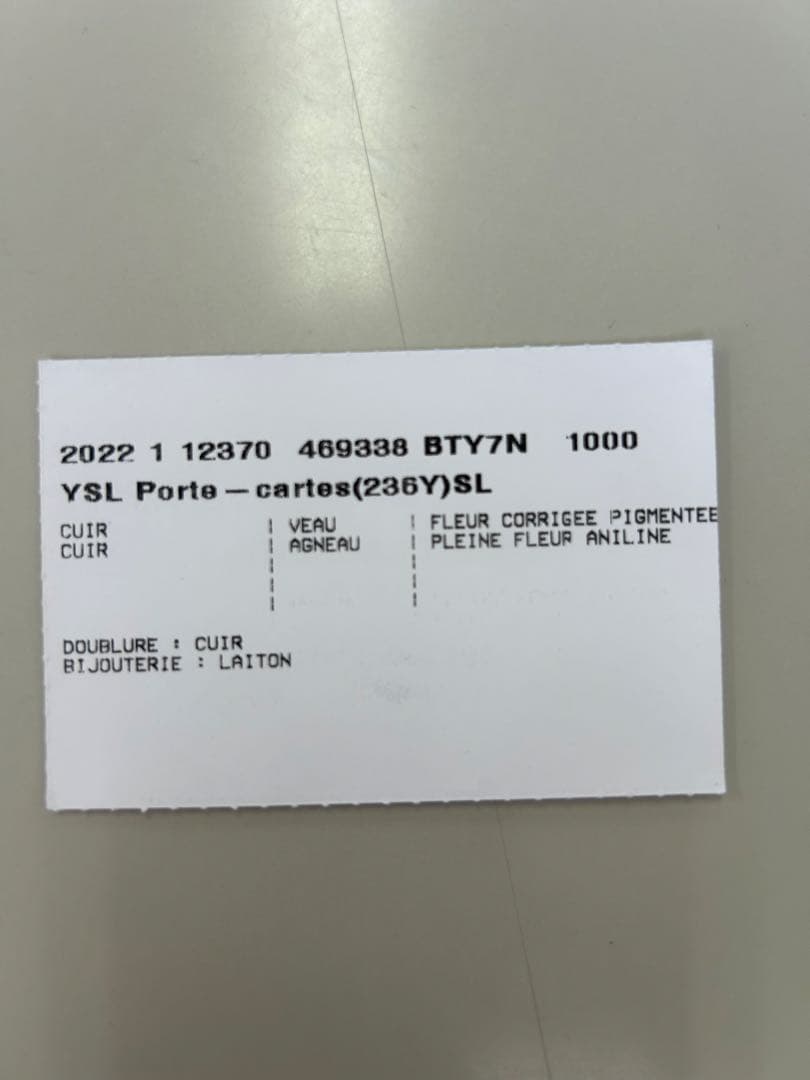 2022 1 12370 469338 BTY7N 1000
YSL Porte-cartes(236Y)SL
CUIR | VEAU | FLEUR CORRIGEE PIGMENTEE
CUIR | AGNEAU | PLEINE FLEUR ANILINE
DOUBLURE : CUIR
BIJOUTERIE : LAITON